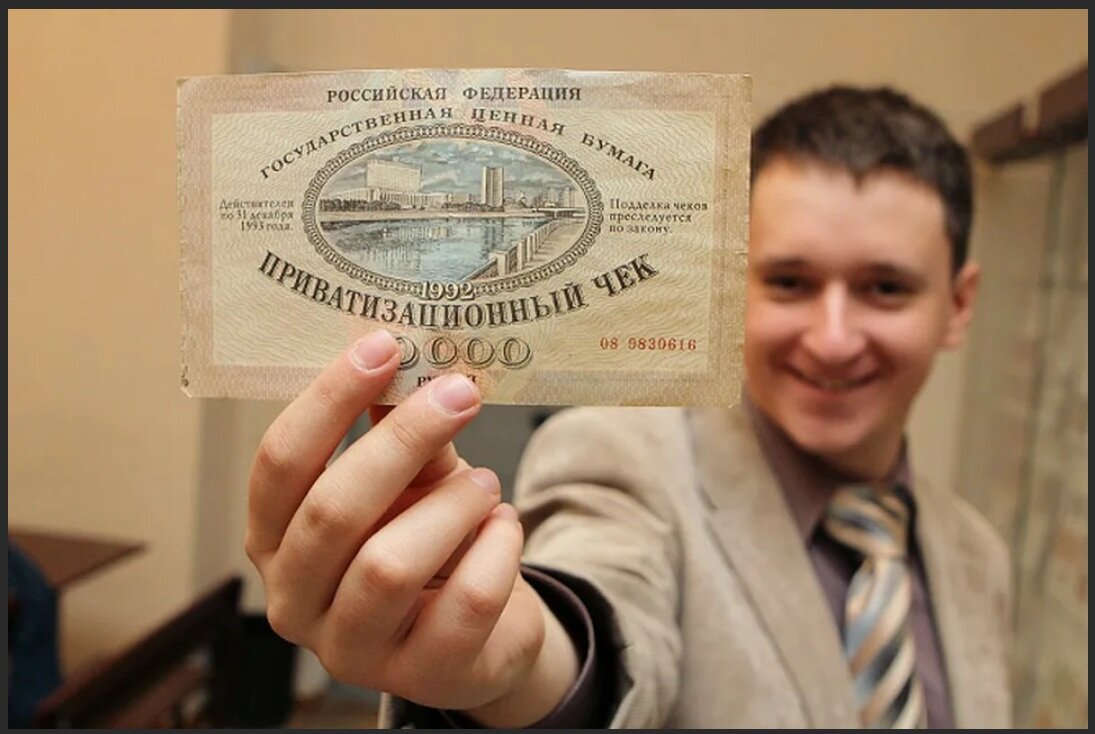 РОССИЙСКАЯ ФЕДЕРАЦИЯ
ГОСУДАРСТВЕННАЯ ЦЕННАЯ БУМАГА
Действителен
по 31 декабря
1993 года.
Подделка чеков
преследуется
по закону.
1992
ПРИВАТИЗАЦИОННЫЙ ЧЕК
08 9830616